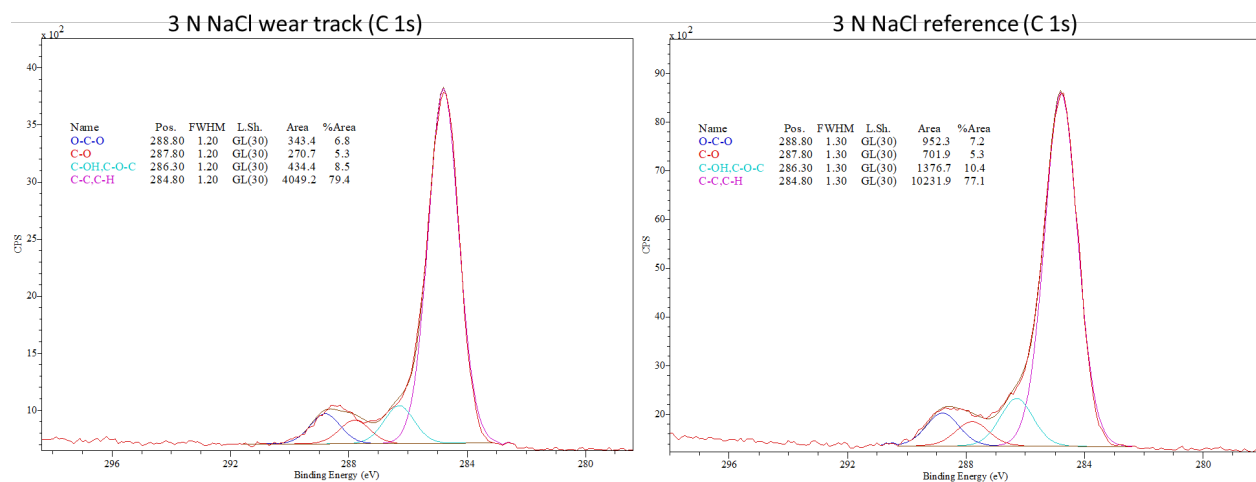 3 N NaCl wear track (C 1s)
x 10²
40
35
30
25
20
15
10
CPS
Name Pos. FWHM L.Sh. Area %Area
O-C-O 288.80 1.20 GL(30) 343.4 6.8
C-O 287.80 1.20 GL(30) 270.7 5.3
C-OH,C-O-C 286.30 1.20 GL(30) 434.4 8.5
C-C,C-H 284.80 1.20 GL(30) 4049.2 79.4
296 292 288 284 280
Binding Energy (eV)
3 N NaCl reference (C 1s)
x 10²
90
80
70
60
50
40
30
20
CPS
Name Pos. FWHM L.Sh. Area %Area
O-C-O 288.80 1.30 GL(30) 952.3 7.2
C-O 287.80 1.30 GL(30) 701.9 5.3
C-OH,C-O-C 286.30 1.30 GL(30) 1376.7 10.4
C-C,C-H 284.80 1.30 GL(30) 10231.9 77.1
296 292 288 284 280
Binding Energy (eV)